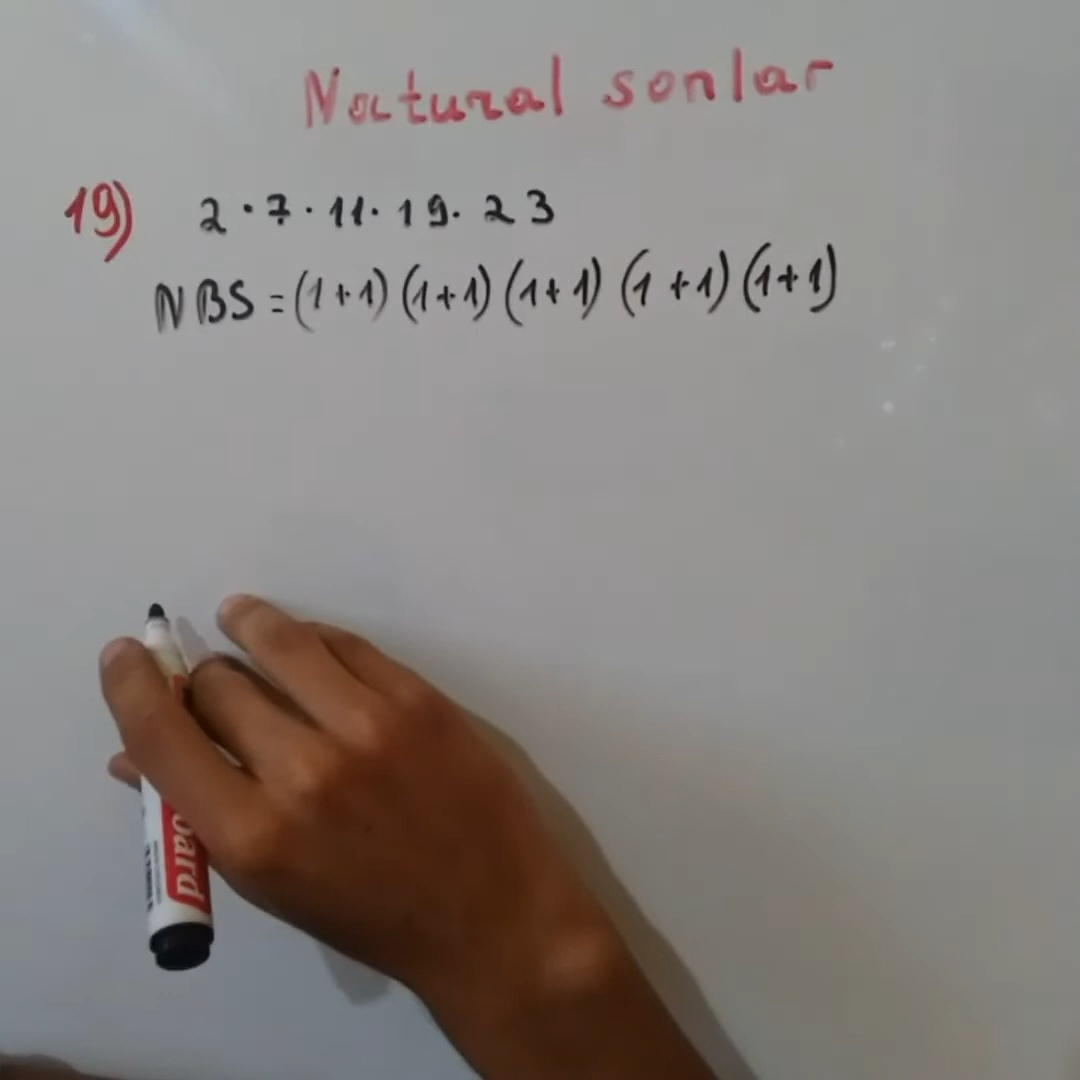 Natural sonlar
19) 2 · 7 · 11 · 19 · 23
NBS = (1+1) (1+1) (1+1) (1+1) (1+1)